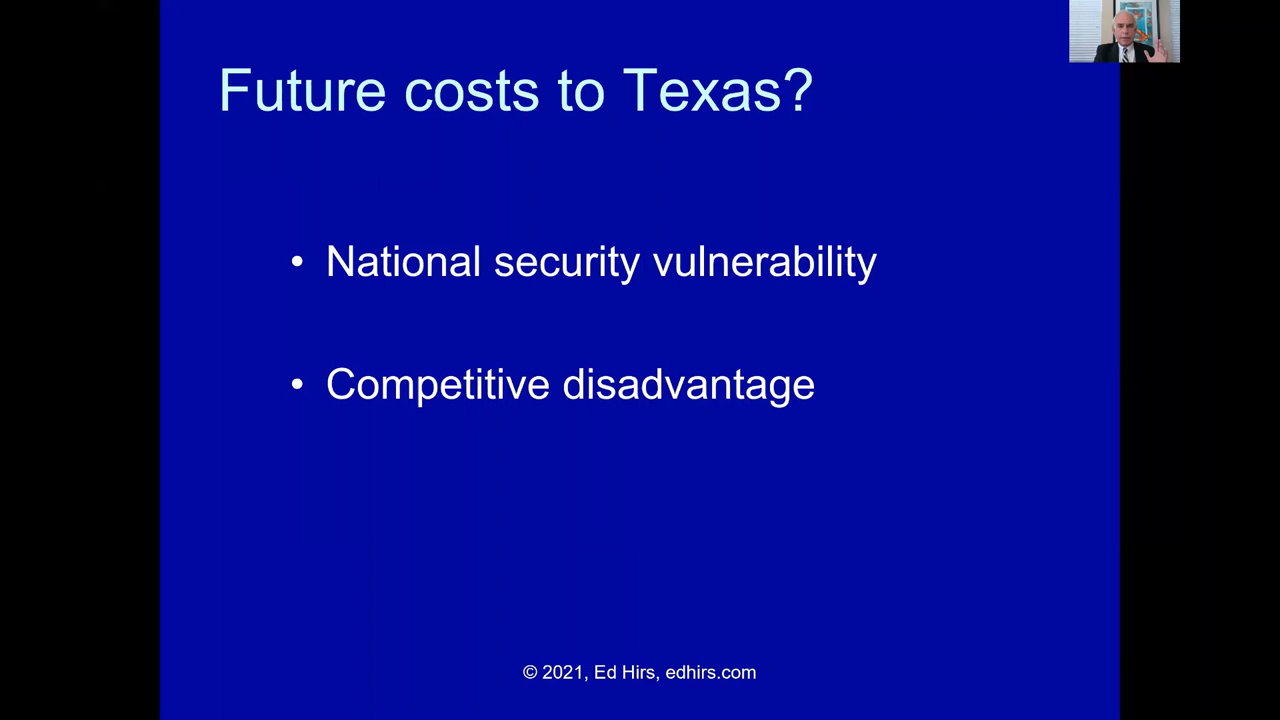 Future costs to Texas?
• National security vulnerability
• Competitive disadvantage
© 2021, Ed Hirs, edhirs.com